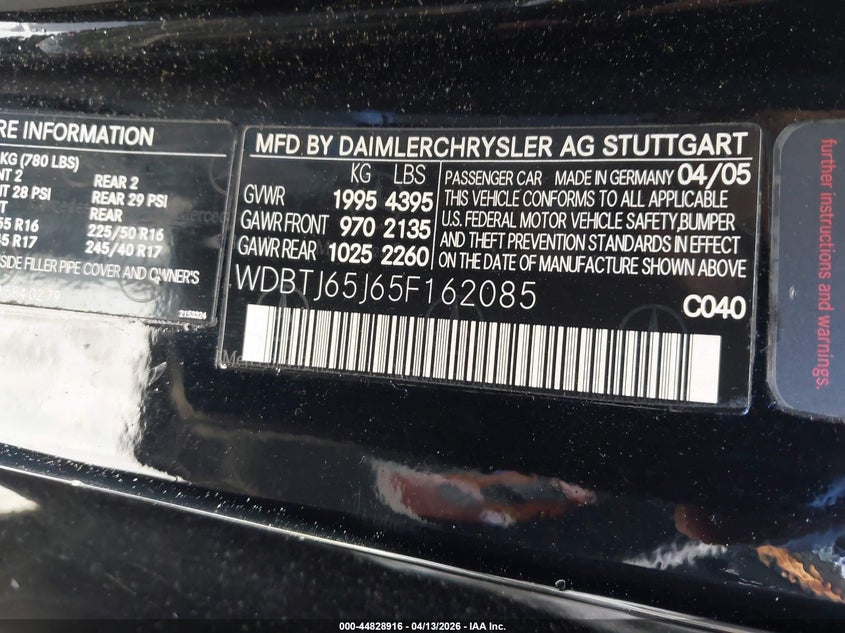 RE INFORMATION
KG (780 LBS)
NT 2 REAR 2
NT 28 PSI REAR 29 PSI
REAR
55 R16 225/50 R16
45 R17 245/40 R17
SIDE FILLER PIPE COVER AND OWNER'S
2153324
MFD BY DAIMLERCHRYSLER AG STUTTGART
KG LBS
GVWR 1995 4395
GAWR FRONT 970 2135
GAWR REAR 1025 2260
PASSENGER CAR MADE IN GERMANY 04/05
THIS VEHICLE CONFORMS TO ALL APPLICABLE
U.S. FEDERAL MOTOR VEHICLE SAFETY,BUMPER
AND THEFT PREVENTION STANDARDS IN EFFECT
ON THE DATE OF MANUFACTURE SHOWN ABOVE
WDBTJ65J65F162085
C040
further instructions and warnings.
000-44828916 - 04/13/2026 - IAA Inc.